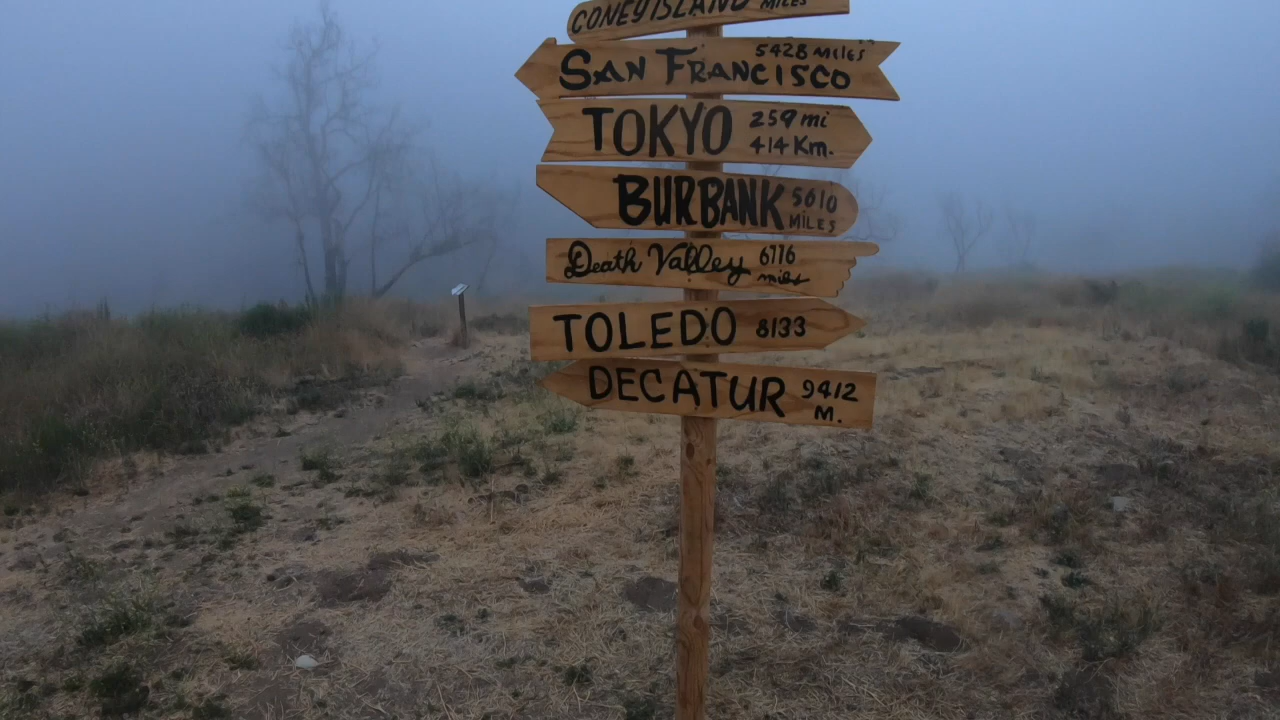 CONEY ISLAND MILES
SAN FRANCISCO 5428 MILES
TOKYO 259 mi
414 Km.
BURBANK 5610
MILES
Death Valley 6116
miles
TOLEDO 8133
DECATUR 9412
M.